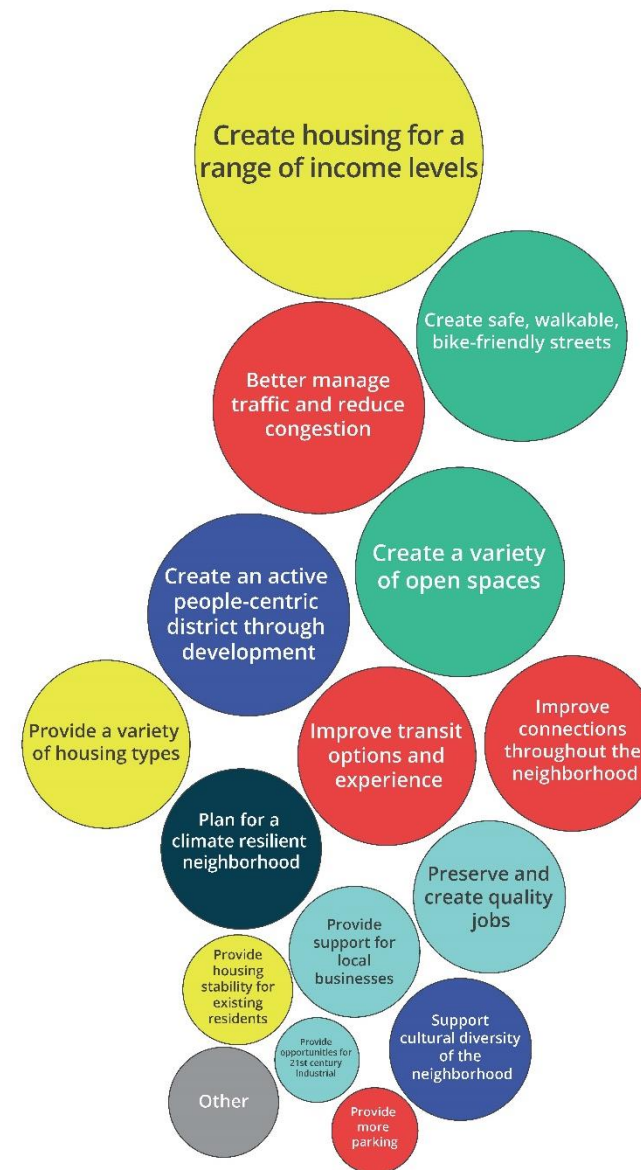 Create housing for a
range of income levels
Create safe, walkable,
bike-friendly streets
Better manage
traffic and reduce
congestion
Create a variety
of open spaces
Create an active
people-centric
district through
development
Provide a variety
of housing types
Improve transit
options and
experience
Improve
connections
throughout the
neighborhood
Plan for a
climate resilient
neighborhood
Preserve and
create quality
jobs
Provide
support for
local
businesses
Provide
housing
stability for
existing
residents
Support
cultural diversity
of the
neighborhood
Provide
opportunities for
21st century
Industrial
Other
Provide
more
parking